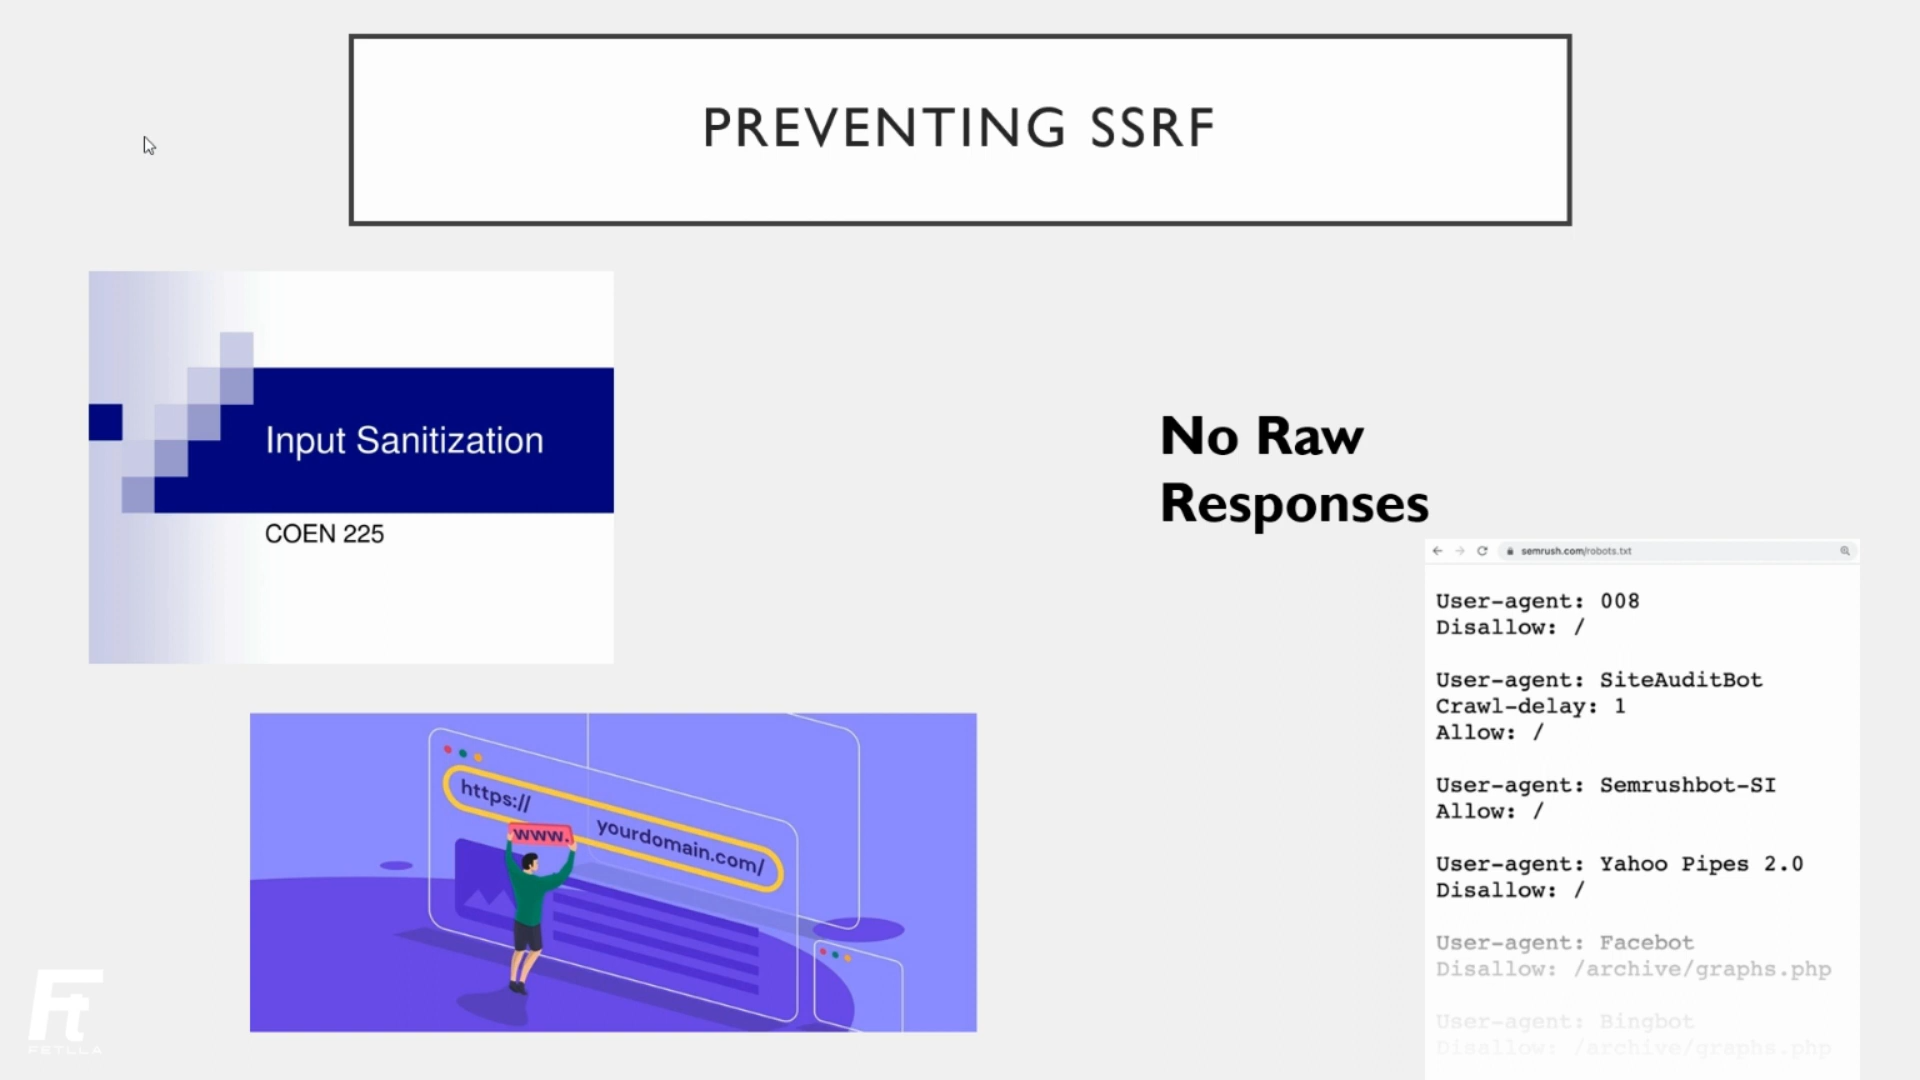 PREVENTING SSRF
Input Sanitization
COEN 225
No Raw
Responses
semrush.com/robots.txt
User-agent: 008
Disallow: /
User-agent: SiteAuditBot
Crawl-delay: 1
Allow: /
User-agent: Semrushbot-SI
Allow: /
User-agent: Yahoo Pipes 2.0
Disallow: /
User-agent: Facebot
Disallow: /archive/graphs.php
User-agent: Bingbot
Disallow: /archive/graphs.php
https://
www.
yourdomain.com/
Ft
FETLLA